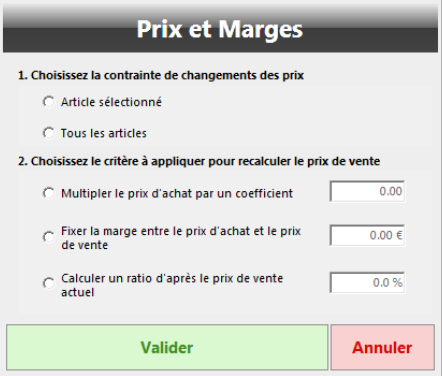 Prix et Marges
1. Choisissez la contrainte de changements des prix
Article sélectionné
Tous les articles
2. Choisissez le critère à appliquer pour recalculer le prix de vente
Multipler le prix d'achat par un coefficient
0.00
Fixer la marge entre le prix d'achat et le prix
de vente
0.00 €
Calculer un ratio d'après le prix de vente
actuel
0.0 %
Valider
Annuler